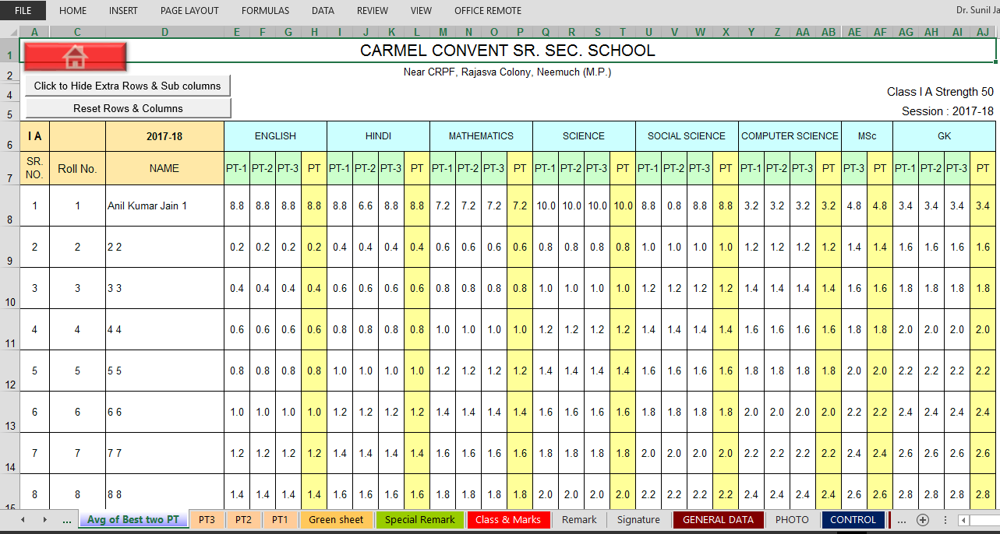 FILE HOME INSERT PAGE LAYOUT FORMULAS DATA REVIEW VIEW OFFICE REMOTE Dr. Sunil
A C D E F G H I J K L M N O P Q R S T U V W X Y Z AA AB AE AF AG AH AI AJ
1 CARMEL CONVENT SR. SEC. SCHOOL
2 Near CRPF, Rajasva Colony, Neemuch (M.P.)
Click to Hide Extra Rows & Sub columns
4 Class I A Strength 50
Reset Rows & Columns
5 Session : 2017-18
6 I A 2017-18 ENGLISH HINDI MATHEMATICS SCIENCE SOCIAL SCIENCE COMPUTER SCIENCE MSc GK
7 SR. NO. Roll No. NAME PT-1 PT-2 PT-3 PT PT-1 PT-2 PT-3 PT PT-1 PT-2 PT-3 PT PT-1 PT-2 PT-3 PT PT-1 PT-2 PT-3 PT PT-1 PT-2 PT-3 PT PT-3 PT PT-1 PT-2 PT-3 PT
8 1 1 Anil Kumar Jain 1 8.8 8.8 8.8 8.8 8.8 6.6 8.8 8.8 7.2 7.2 7.2 7.2 10.0 10.0 10.0 10.0 8.8 0.8 8.8 8.8 3.2 3.2 3.2 3.2 4.8 4.8 3.4 3.4 3.4 3.4
9 2 2 2 2 0.2 0.2 0.2 0.2 0.4 0.4 0.4 0.4 0.6 0.6 0.6 0.6 0.8 0.8 0.8 0.8 1.0 1.0 1.0 1.0 1.2 1.2 1.2 1.2 1.4 1.4 1.6 1.6 1.6 1.6
10 3 3 3 3 0.4 0.4 0.4 0.4 0.6 0.6 0.6 0.6 0.8 0.8 0.8 0.8 1.0 1.0 1.0 1.0 1.2 1.2 1.2 1.2 1.4 1.4 1.4 1.4 1.6 1.6 1.8 1.8 1.8 1.8
11 4 4 4 4 0.6 0.6 0.6 0.6 0.8 0.8 0.8 0.8 1.0 1.0 1.0 1.0 1.2 1.2 1.2 1.2 1.4 1.4 1.4 1.4 1.6 1.6 1.6 1.6 1.8 1.8 2.0 2.0 2.0 2.0
12 5 5 5 5 0.8 0.8 0.8 0.8 1.0 1.0 1.0 1.0 1.2 1.2 1.2 1.2 1.4 1.4 1.4 1.4 1.6 1.6 1.6 1.6 1.8 1.8 1.8 1.8 2.0 2.0 2.2 2.2 2.2 2.2
13 6 6 6 6 1.0 1.0 1.0 1.0 1.2 1.2 1.2 1.2 1.4 1.4 1.4 1.4 1.6 1.6 1.6 1.6 1.8 1.8 1.8 1.8 2.0 2.0 2.0 2.0 2.2 2.2 2.4 2.4 2.4 2.4
14 7 7 7 7 1.2 1.2 1.2 1.2 1.4 1.4 1.4 1.4 1.6 1.6 1.6 1.6 1.8 1.8 1.8 1.8 2.0 2.0 2.0 2.0 2.2 2.2 2.2 2.2 2.4 2.4 2.6 2.6 2.6 2.6
15 8 8 8 8 1.4 1.4 1.4 1.4 1.6 1.6 1.6 1.6 1.8 1.8 1.8 1.8 2.0 2.0 2.0 2.0 2.2 2.2 2.2 2.2 2.4 2.4 2.4 2.4 2.6 2.6 2.8 2.8 2.8 2.8
... Avg of Best two PT PT3 PT2 PT1 Green sheet Special Remark Class & Marks Remark Signature GENERAL DATA PHOTO CONTROL ...